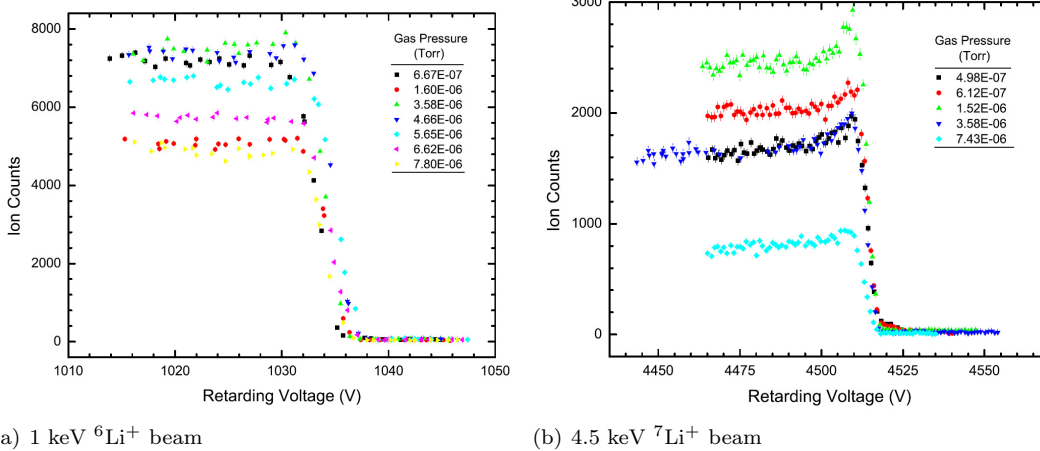 8000
6000
4000
2000
0
Ion Counts
1010 1020 1030 1040 1050
Retarding Voltage (V)
Gas Pressure
(Torr)
6.67E-07
1.60E-06
3.58E-06
4.66E-06
5.65E-06
6.62E-06
7.80E-06
a) 1 keV ⁶Li⁺ beam
3000
2000
1000
0
Ion Counts
4450 4475 4500 4525 4550
Retarding Voltage (V)
Gas Pressure
(Torr)
4.98E-07
6.12E-07
1.52E-06
3.58E-06
7.43E-06
(b) 4.5 keV ⁷Li⁺ beam